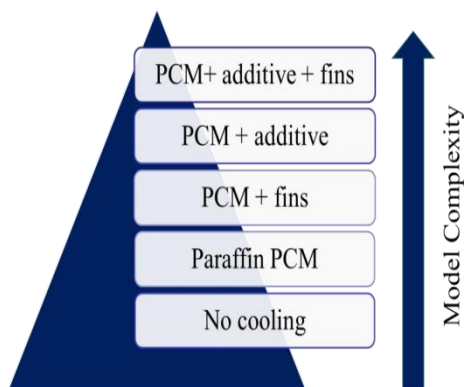 PCM+ additive + fins
PCM + additive
PCM + fins
Paraffin PCM
No cooling
Model Complexity